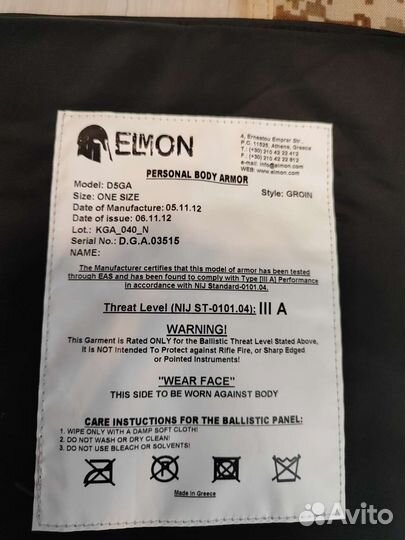 ELMON
4, Ernestou Emprar Str.,
P.C. 11525, Athens, Greece
T.: (+30) 210 42 22 412
F.: (+30) 210 42 22 812
e-mail: info@elmon.com
WEB: www.elmon.com
PERSONAL BODY ARMOR
Model: D5GA
Style: GROIN
Size: ONE SIZE
Date of Manufacture: 05.11.12
Date of issue: 06.11.12
Lot.: KGA_040_N
Serial No.: D.G.A.03515
NAME:
The Manufacturer certifies that this model of armor has been tested
through EAS and has been found to comply with Type [III A] Performance
in accordance with NIJ Standard-0101.04.
Threat Level (NIJ ST-0101.04): III A
WARNING!
This Garment is Rated ONLY for the Ballistic Threat Level Stated Above,
It is NOT Intended To Protect against Rifle Fire, or Sharp Edged
or Pointed Instruments!
"WEAR FACE"
THIS SIDE TO BE WORN AGAINST BODY
CARE INSTUCTIONS FOR THE BALLISTIC PANEL:
1. WIPE ONLY WITH A DAMP SOFT CLOTH!
2. DO NOT WASH OR DRY CLEAN!
3. DO NOT USE BLEACH OR SOLVENTS!
Made in Greece
Avito